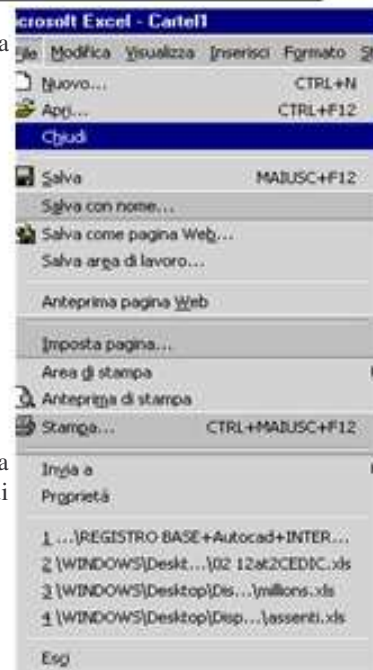 crosoft Excel - Cartel1
a
File Modifica Visualizza Inserisci Formato St
Nuovo... CTRL+N
Apri... CTRL+F12
Chiudi
Salva MAIUSC+F12
Salva con nome...
Salva come pagina Web...
Salva area di lavoro...
Anteprima pagina Web
Imposta pagina...
Area di stampa
Anteprima di stampa
Stampa... CTRL+MAIUSC+F12
a
Invia a
i
Proprietà
1 ...\REGISTRO BASE+Autocad+INTER...
2 \WINDOWS\Deskt...\02 12at2CEDIC.xls
3 \WINDOWS\Desktop\Dis...\millions.xls
4 \WINDOWS\Desktop\Disp...\assenti.xls
Esci